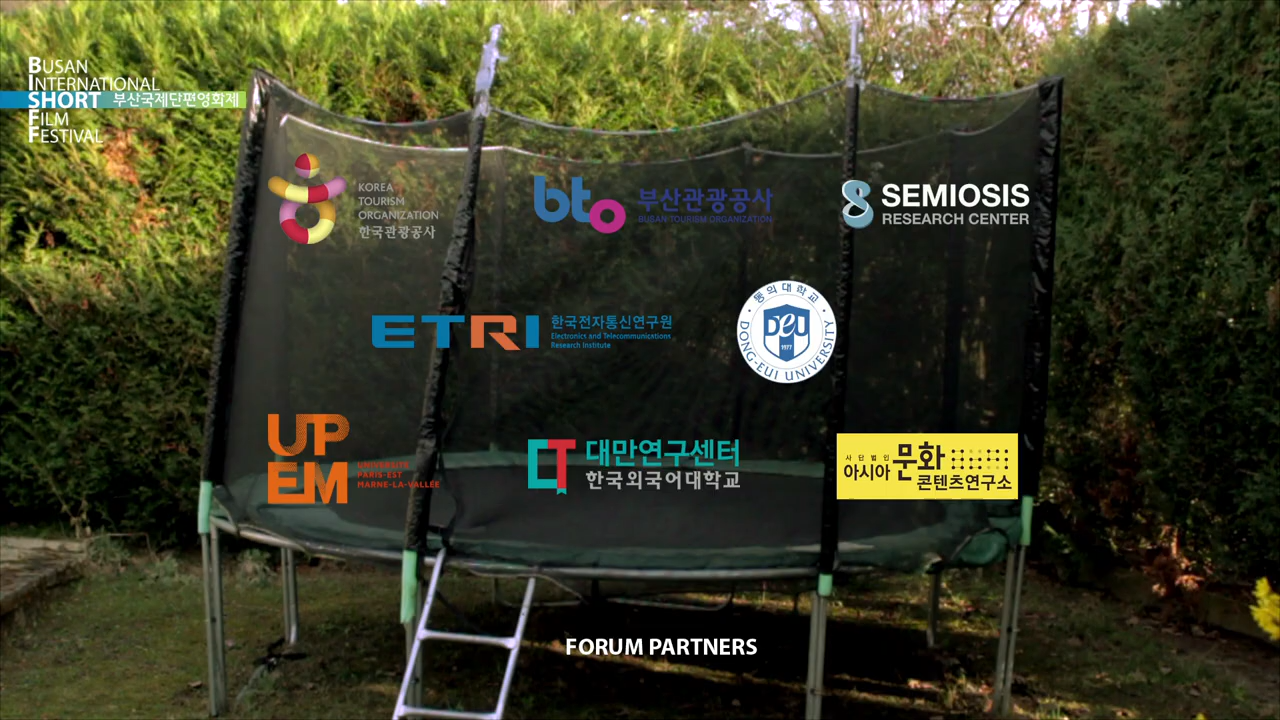 BUSAN
INTERNATIONAL
SHORT 부산국제단편영화제
FILM
FESTIVAL
KOREA
TOURISM
ORGANIZATION
한국관광공사
bto 부산관광공사
BUSAN TOURISM ORGANIZATION
SEMIOSIS
RESEARCH CENTER
ETRI 한국전자통신연구원
Electronics and Telecommunications
Research Institute
동의대학교
DEU
1977
DONG-EUI UNIVERSITY
UP
EM
UNIVERSITÉ
PARIS-EST
MARNE-LA-VALLÉE
CT 대만연구센터
한국외국어대학교
사단법인
아시아 문화
콘텐츠연구소
FORUM PARTNERS